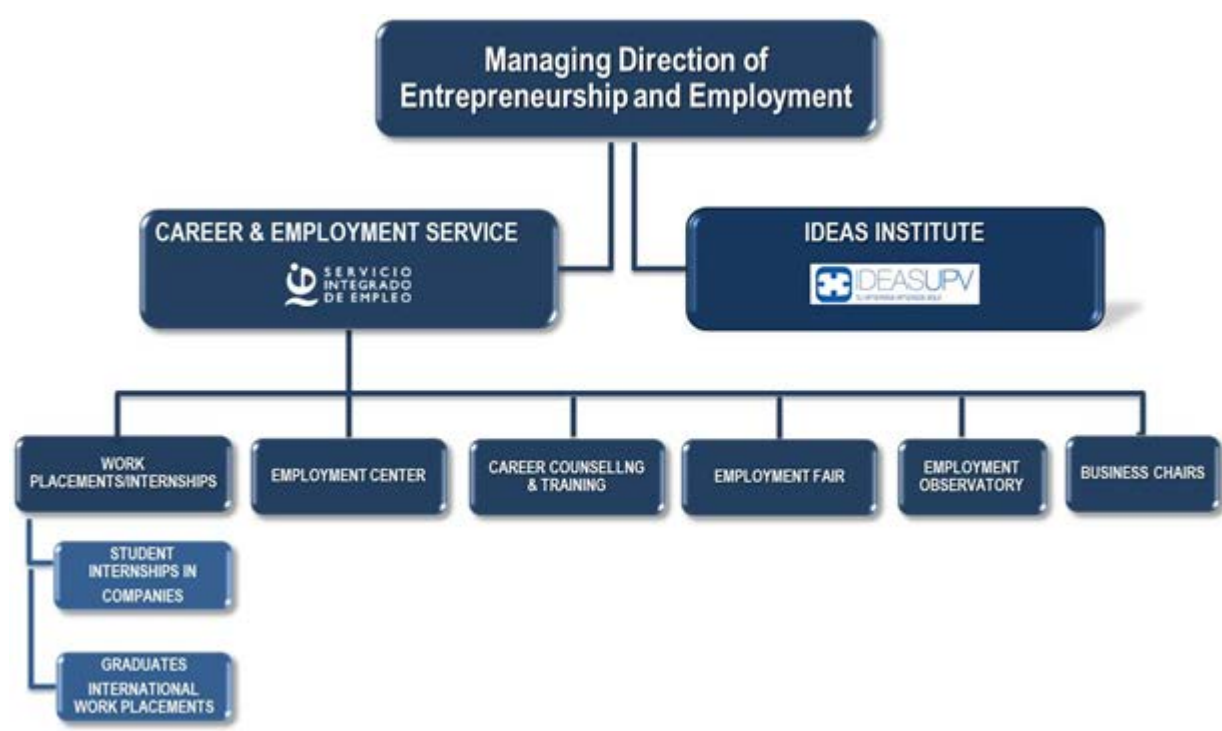 Managing Direction of
Entrepreneurship and Employment
CAREER & EMPLOYMENT SERVICE
SERVICIO
INTEGRADO
DE EMPLEO
IDEAS INSTITUTE
IDEASUPV
WORK
PLACEMENTS/INTERNSHIPS
EMPLOYMENT CENTER
CAREER COUNSELLNG
& TRAINING
EMPLOYMENT FAIR
EMPLOYMENT
OBSERVATORY
BUSINESS CHAIRS
STUDENT
INTERNSHIPS IN
COMPANIES
GRADUATES
INTERNATIONAL
WORK PLACEMENTS